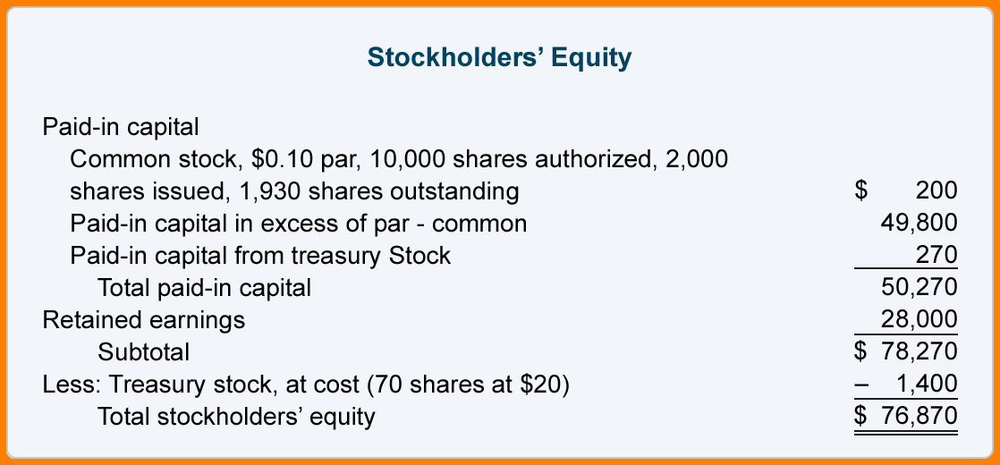 Stockholders’ Equity
Paid-in capital
Common stock, $0.10 par, 10,000 shares authorized, 2,000
shares issued, 1,930 shares outstanding $ 200
Paid-in capital in excess of par - common 49,800
Paid-in capital from treasury Stock 270
Total paid-in capital 50,270
Retained earnings 28,000
Subtotal $ 78,270
Less: Treasury stock, at cost (70 shares at $20) – 1,400
Total stockholders’ equity $ 76,870